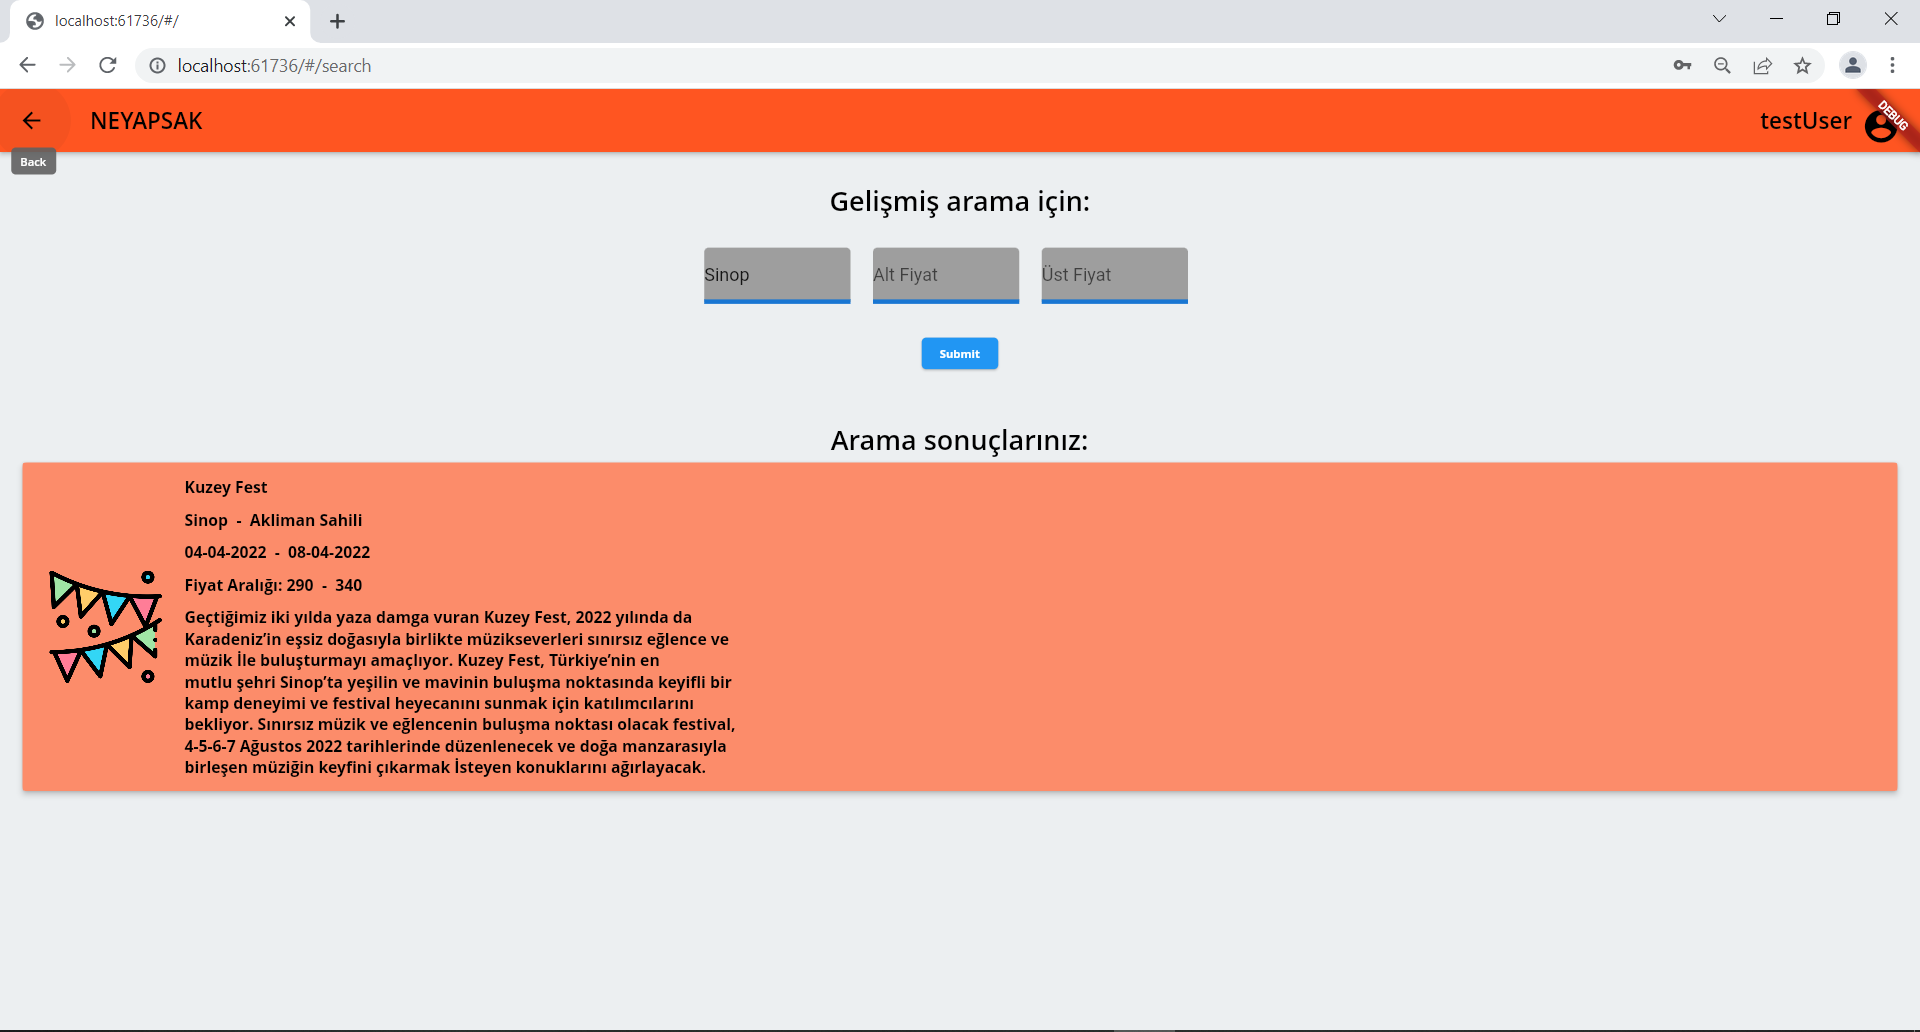 localhost:61736/#/
localhost:61736/#/search
NEYAPSAK
testUser
DEBUG
Back
Gelişmiş arama için:
Sinop
Alt Fiyat
Üst Fiyat
Submit
Arama sonuçlarınız:
Kuzey Fest
Sinop - Akliman Sahili
04-04-2022 - 08-04-2022
Fiyat Aralığı: 290 - 340
Geçtiğimiz iki yılda yaza damga vuran Kuzey Fest, 2022 yılında da
Karadeniz’in eşsiz doğasıyla birlikte müzikseverleri sınırsız eğlence ve
müzik İle buluşturmayı amaçlıyor. Kuzey Fest, Türkiye’nin en
mutlu şehri Sinop’ta yeşilin ve mavinin buluşma noktasında keyifli bir
kamp deneyimi ve festival heyecanını sunmak için katılımcılarını
bekliyor. Sınırsız müzik ve eğlencenin buluşma noktası olacak festival,
4-5-6-7 Ağustos 2022 tarihlerinde düzenlenecek ve doğa manzarasıyla
birleşen müziğin keyfini çıkarmak İsteyen konuklarını ağırlayacak.